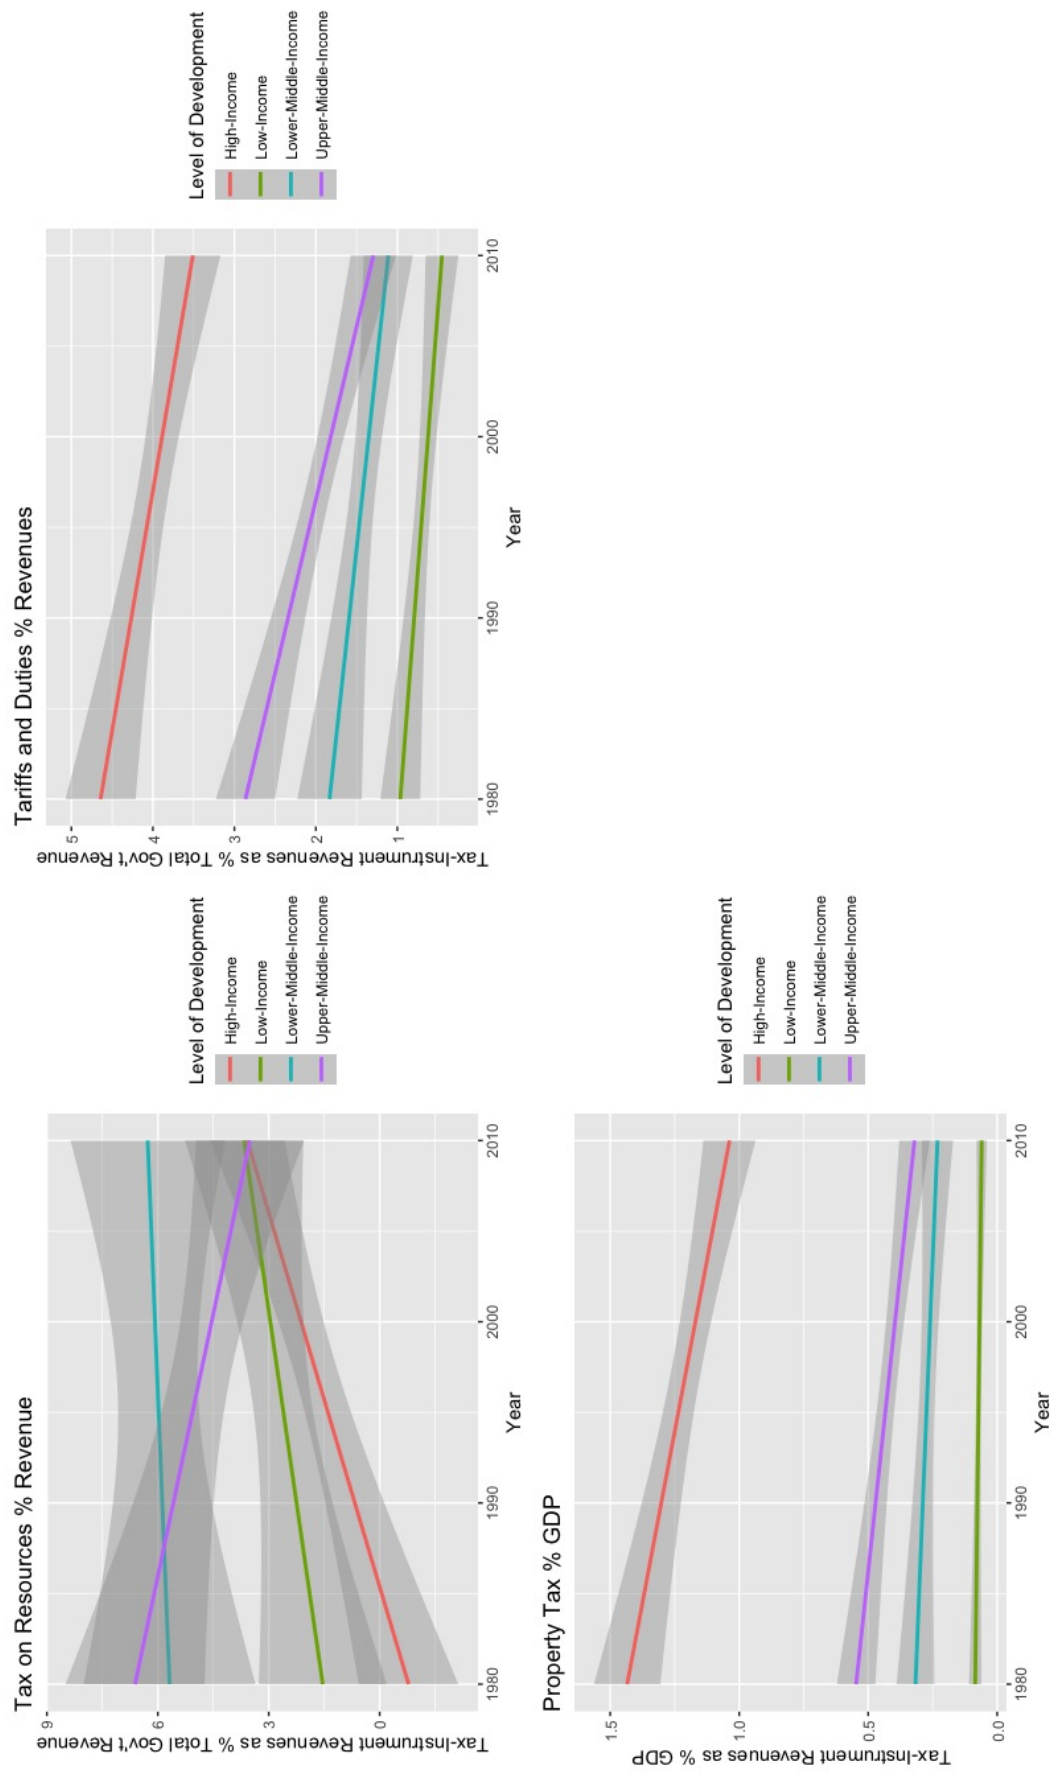 Tax on Resources % Revenue
Tax-Instrument Revenues as % Total Gov't Revenue
9
6
3
0
1980
1990
2000
2010
Year
Level of Development
High-Income
Low-Income
Lower-Middle-Income
Upper-Middle-Income
Tariffs and Duties % Revenues
Tax-Instrument Revenues as % Total Gov't Revenue
5
4
3
2
1
1980
1990
2000
2010
Year
Level of Development
High-Income
Low-Income
Lower-Middle-Income
Upper-Middle-Income
Property Tax % GDP
Tax-Instrument Revenues as % GDP
1.5
1.0
0.5
0.0
1980
1990
2000
2010
Year
Level of Development
High-Income
Low-Income
Lower-Middle-Income
Upper-Middle-Income